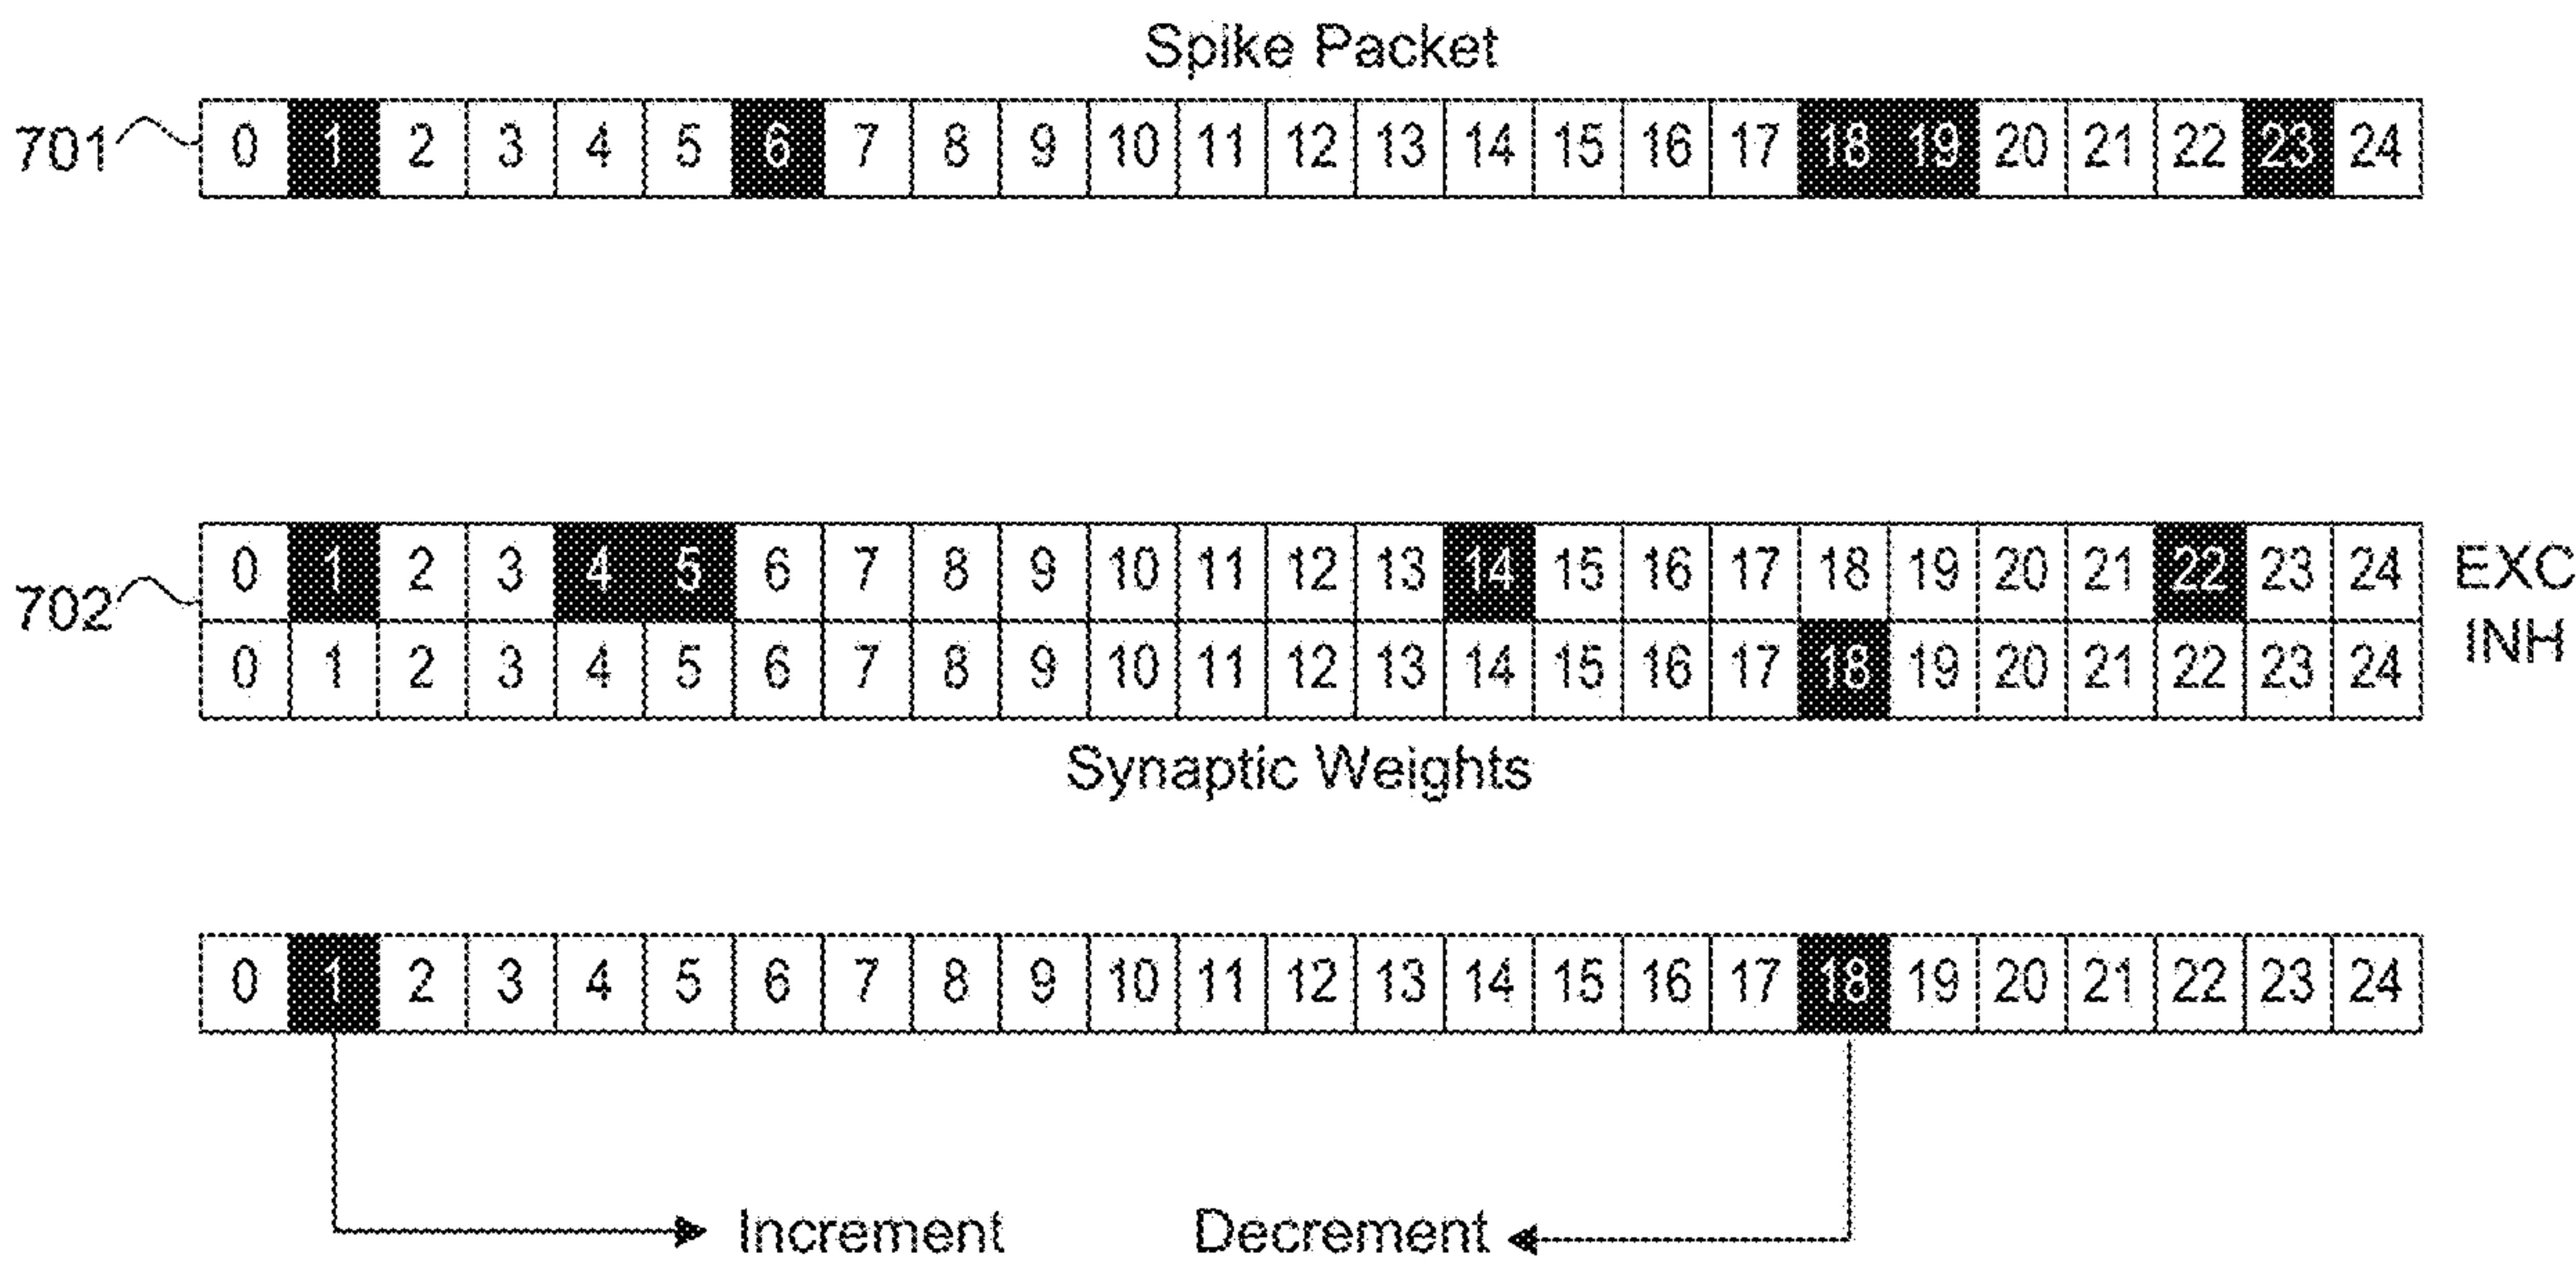 Spike Packet
701 0 1 2 3 4 5 6 7 8 9 10 11 12 13 14 15 16 17 18 19 20 21 22 23 24
0 1 2 3 4 5 6 7 8 9 10 11 12 13 14 15 16 17 18 19 20 21 22 23 24 EXC
702
0 1 2 3 4 5 6 7 8 9 10 11 12 13 14 15 16 17 18 19 20 21 22 23 24 INH
Synaptic Weights
0 1 2 3 4 5 6 7 8 9 10 11 12 13 14 15 16 17 18 19 20 21 22 23 24
Increment Decrement